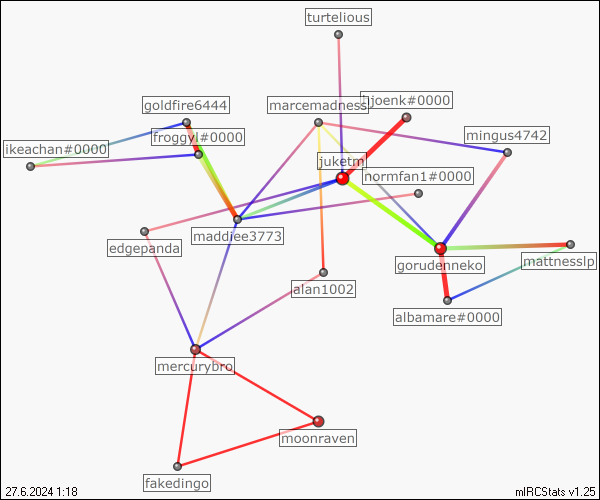 turtelious
goldfire6444
marcemadness
jrjoenk#0000
froggyl#0000
mingus4742
ikeachan#0000
juketm
normfan1#0000
maddiee3773
edgepanda
gorudenneko
mattnesslp
alan1002
albamare#0000
mercurybro
moonraven
fakedingo
27.6.2024 1:18
mIRCStats v1.25